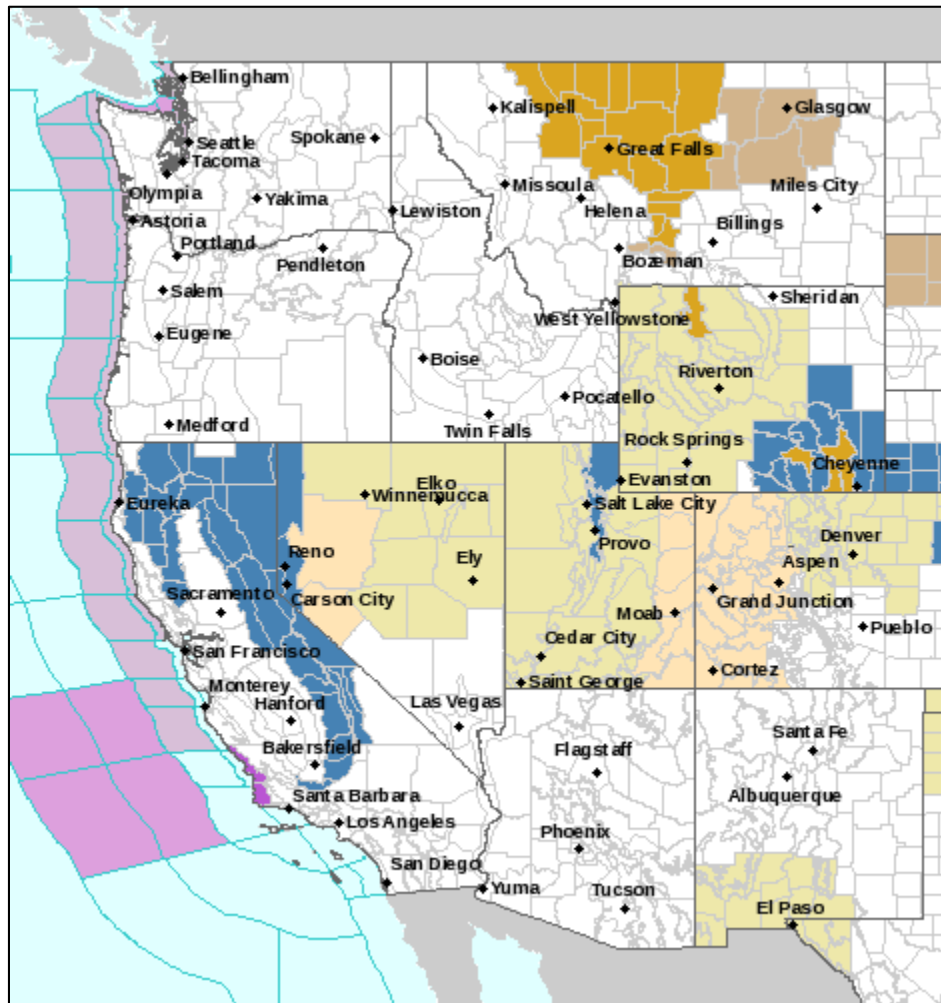 Bellingham
Kalispell
Glasgow
Seattle
Spokane
Great Falls
Tacoma
Olympia
Missoula
Miles City
Yakima
Helena
Lewiston
Astoria
Billings
Portland
Pendleton
Bozeman
Salem
Sheridan
West Yellowstone
Eugene
Boise
Riverton
Pocatello
Medford
Twin Falls
Rock Springs
Cheyenne
Elko
Evanston
Winnemucca
Eureka
Salt Lake City
Provo
Denver
Reno
Ely
Aspen
Sacramento
Carson City
Grand Junction
Moab
Pueblo
Cedar City
San Francisco
Cortez
Saint George
Monterey
Las Vegas
Hanford
Bakersfield
Flagstaff
Santa Fe
Albuquerque
Santa Barbara
Los Angeles
Phoenix
San Diego
Yuma
Tucson
El Paso